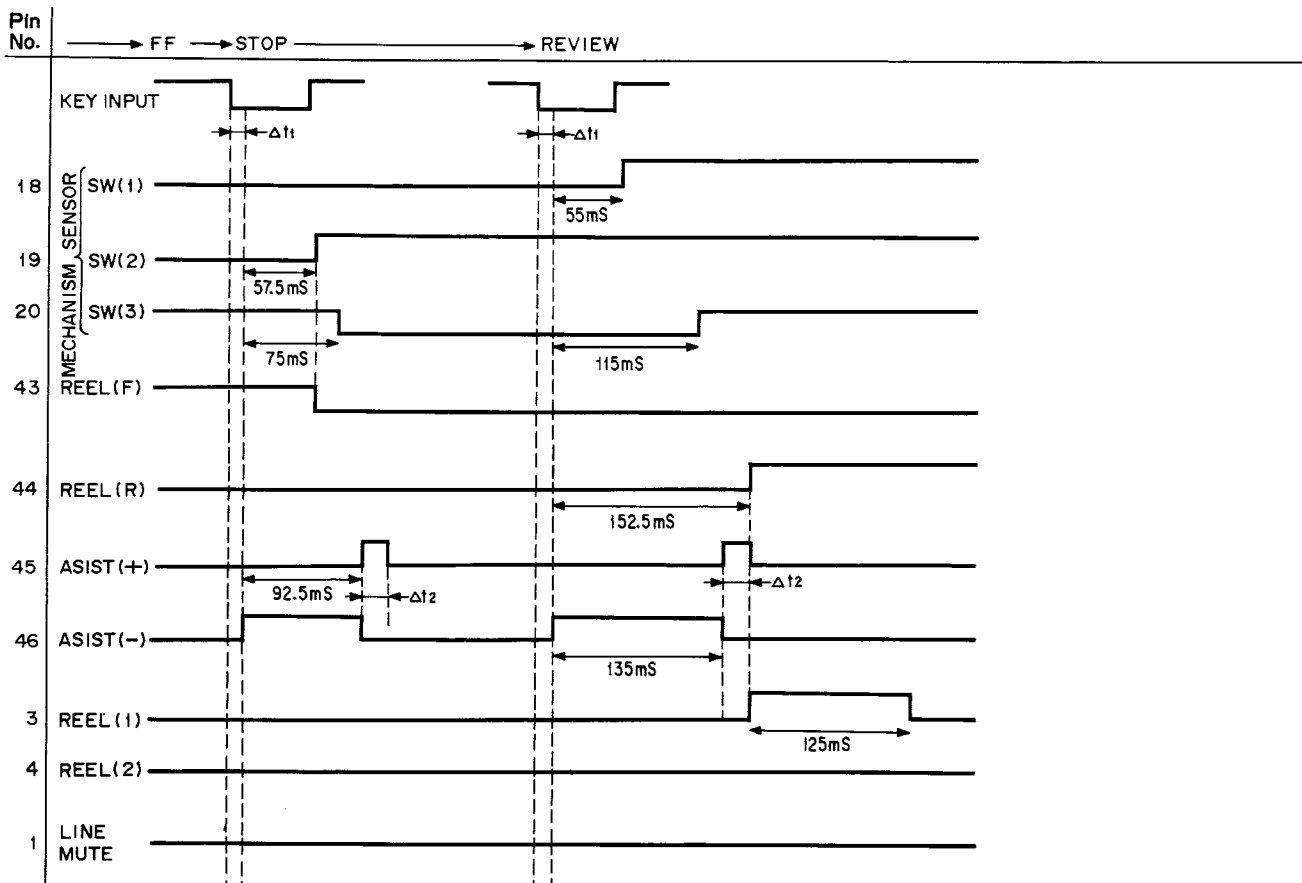 Pin No.
→ FF → STOP → REVIEW
KEY INPUT
Δt1 Δt1
MECHANISM SENSOR
18 SW(1)
55mS
19 SW(2)
57.5mS
20 SW(3)
75mS 115mS
43 REEL(F)
44 REEL(R)
152.5mS
45 ASIST(+)
92.5mS Δt2 Δt2
46 ASIST(−)
135mS
3 REEL(1)
125mS
4 REEL(2)
1 LINE MUTE